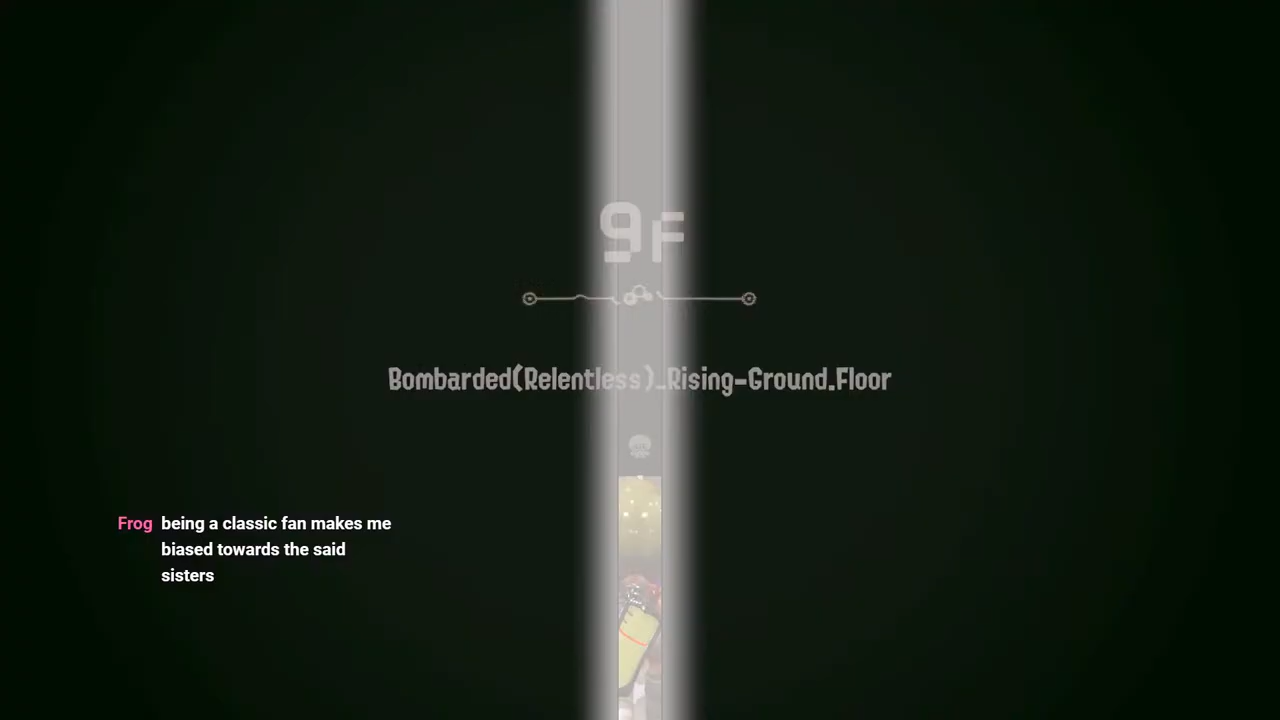 9F
Bombarded(Relentless)_Rising-Ground.Floor
Frog being a classic fan makes me
biased towards the said
sisters